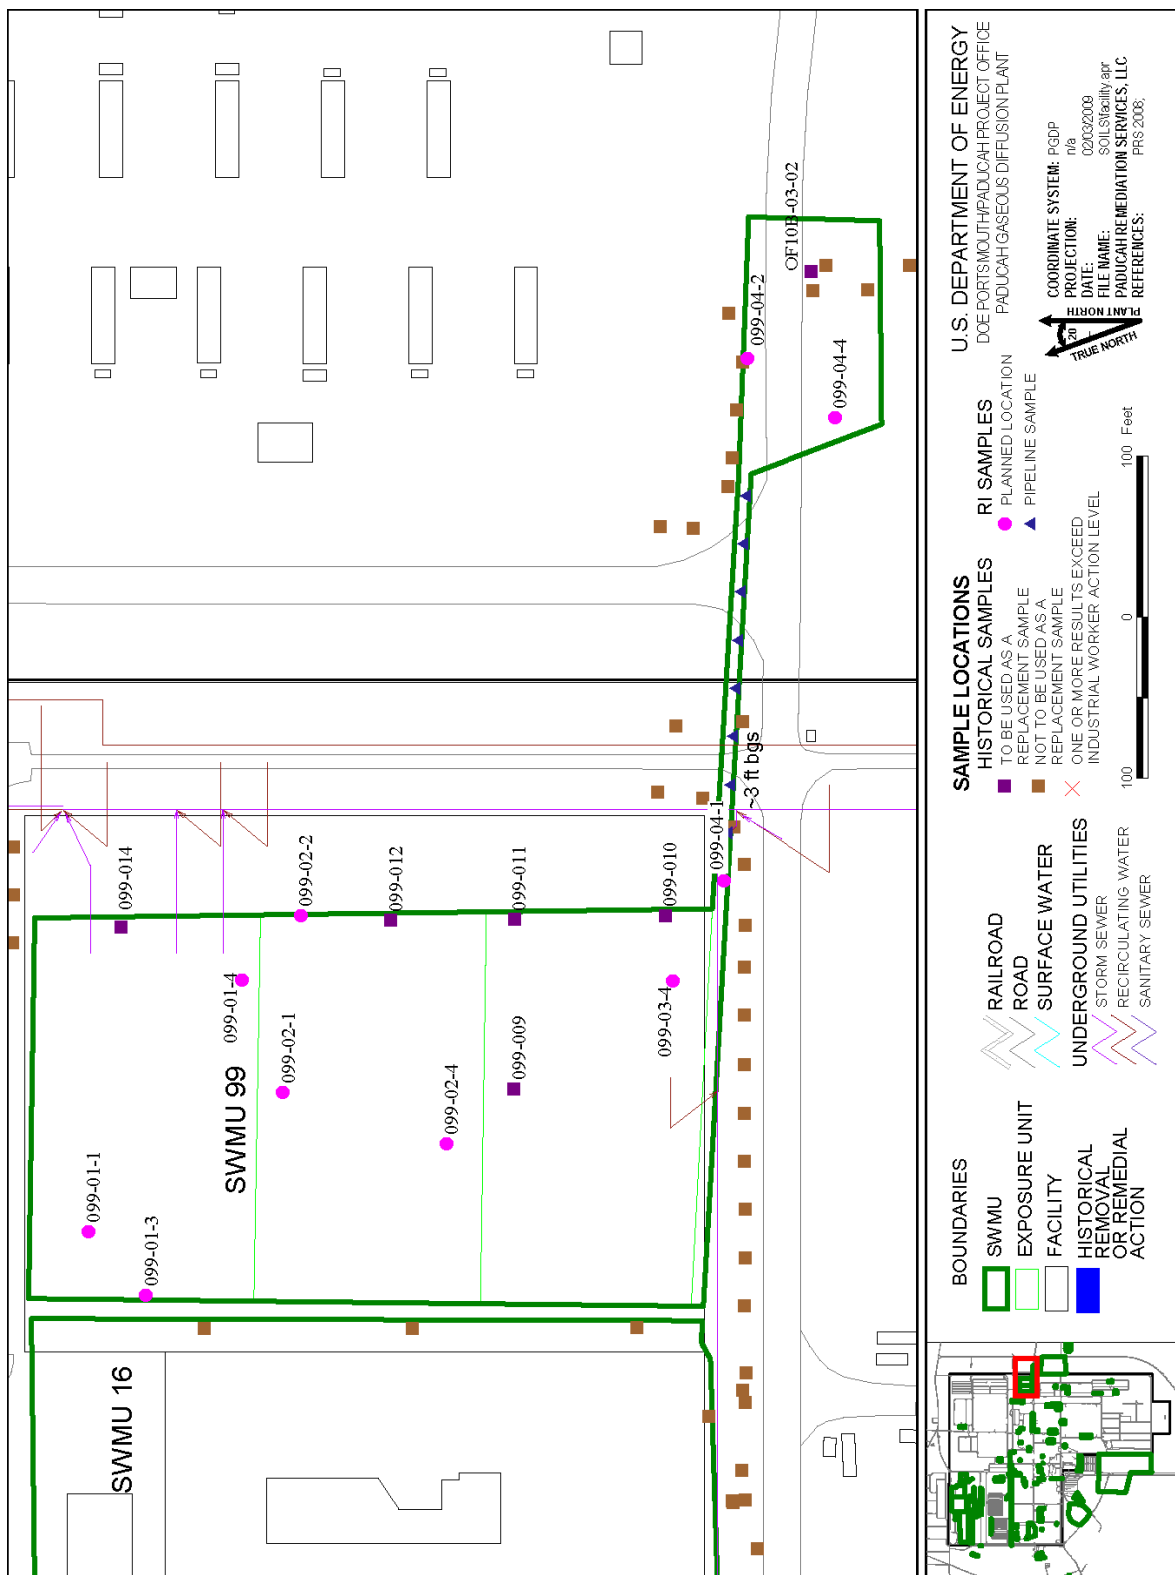 SWMU 16
SWMU 99
099-01-1
099-01-3
099-01-4
099-02-1
099-02-2
099-02-4
099-014
099-012
099-011
099-010
099-009
099-03-4
099-04-1
~3 ft bgs
099-04-2
099-04-4
OF10B-03-02
BOUNDARIES
SWMU
EXPOSURE UNIT
FACILITY
HISTORICAL
REMOVAL
OR REMEDIAL
ACTION
RAILROAD
ROAD
SURFACE WATER
UNDERGROUND UTILITIES
STORM SEWER
RECIRCULATING WATER
SANITARY SEWER
SAMPLE LOCATIONS
HISTORICAL SAMPLES
TO BE USED AS A
REPLACEMENT SAMPLE
NOT TO BE USED AS A
REPLACEMENT SAMPLE
ONE OR MORE RESULTS EXCEED
INDUSTRIAL WORKER ACTION LEVEL
RI SAMPLES
PLANNED LOCATION
PIPELINE SAMPLE
100 0 100 Feet
U.S. DEPARTMENT OF ENERGY
DOE PORTSMOUTH/PADUCAH PROJECT OFFICE
PADUCAH GASEOUS DIFFUSION PLANT
TRUE NORTH
20
PLANT NORTH
COORDINATE SYSTEM: PGDP
PROJECTION: n/a
DATE: 02/03/2009
FILE NAME: SOILS\facility.apr
PADUCAH REMEDIATION SERVICES, LLC
REFERENCES: PRS 2008;